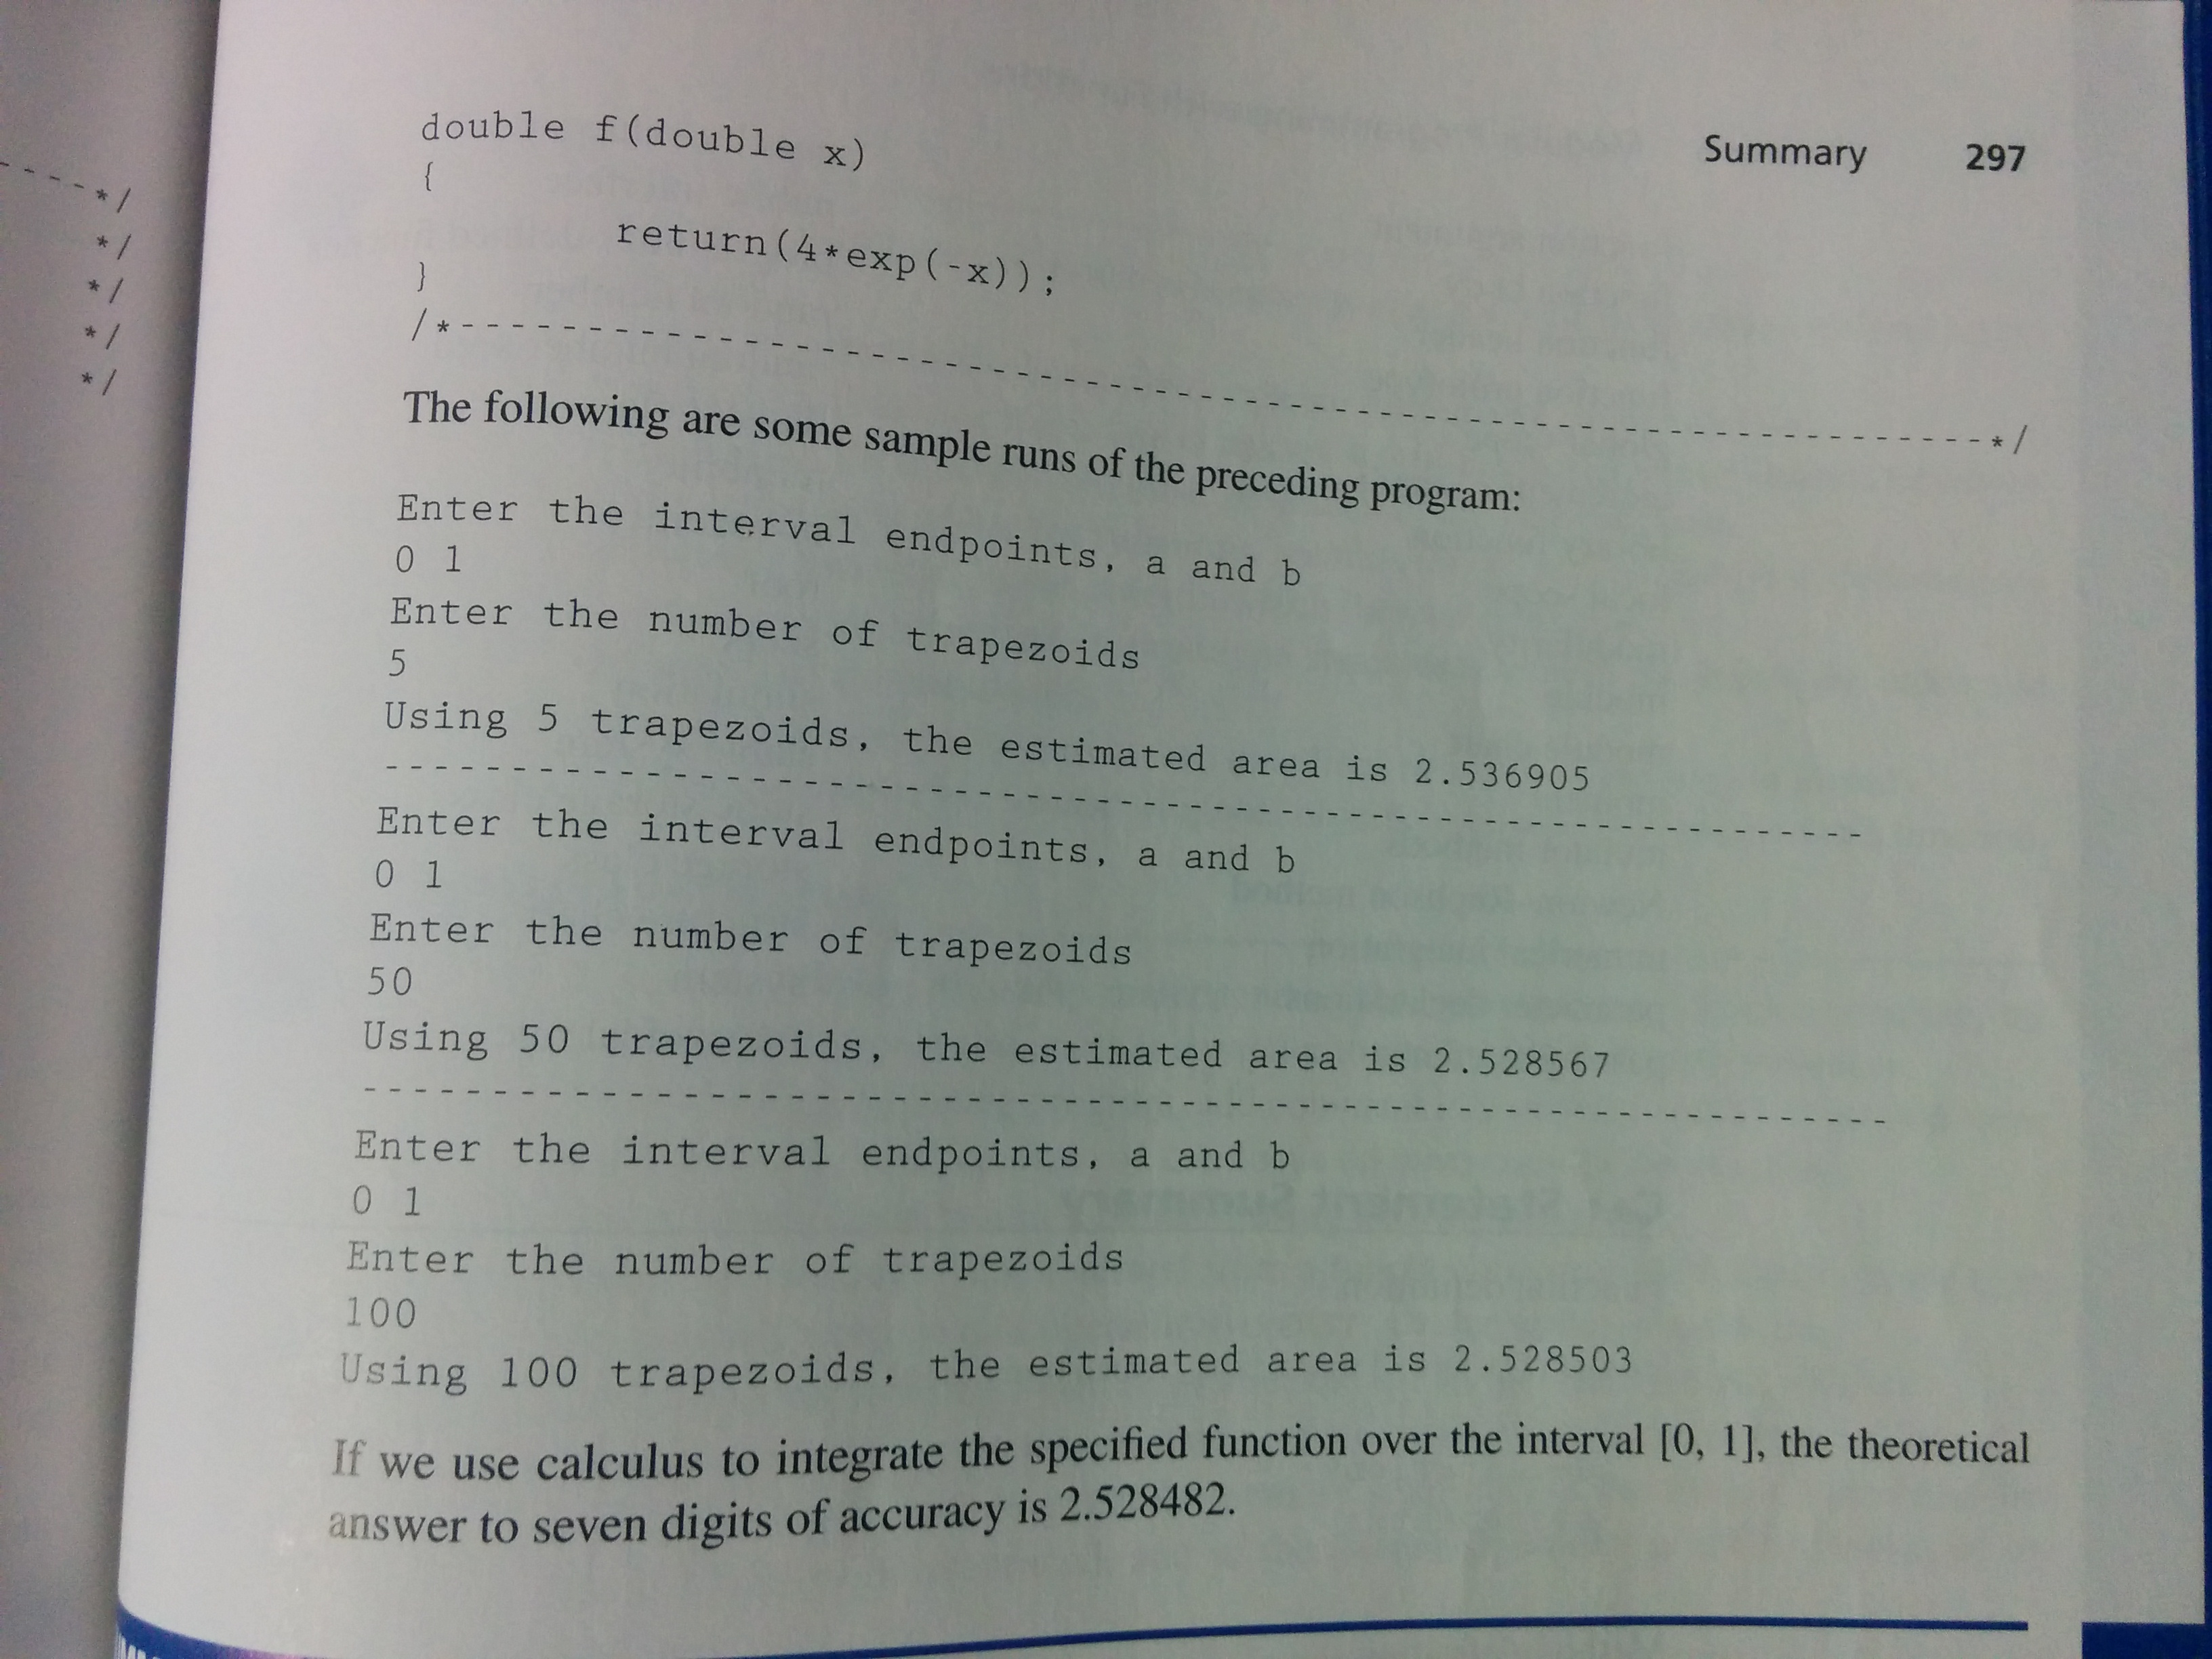 Summary 297
double f(double x)
{
return(4*exp(-x));
}
/*--------------------------------------------------------------*/
The following are some sample runs of the preceding program:
Enter the interval endpoints, a and b
0 1
Enter the number of trapezoids
5
Using 5 trapezoids, the estimated area is 2.536905
---------------------------------------------------------
Enter the interval endpoints, a and b
0 1
Enter the number of trapezoids
50
Using 50 trapezoids, the estimated area is 2.528567
---------------------------------------------------------
Enter the interval endpoints, a and b
0 1
Enter the number of trapezoids
100
Using 100 trapezoids, the estimated area is 2.528503
If we use calculus to integrate the specified function over the interval [0, 1], the theoretical
answer to seven digits of accuracy is 2.528482.
----*/
*/
*/
*/
*/